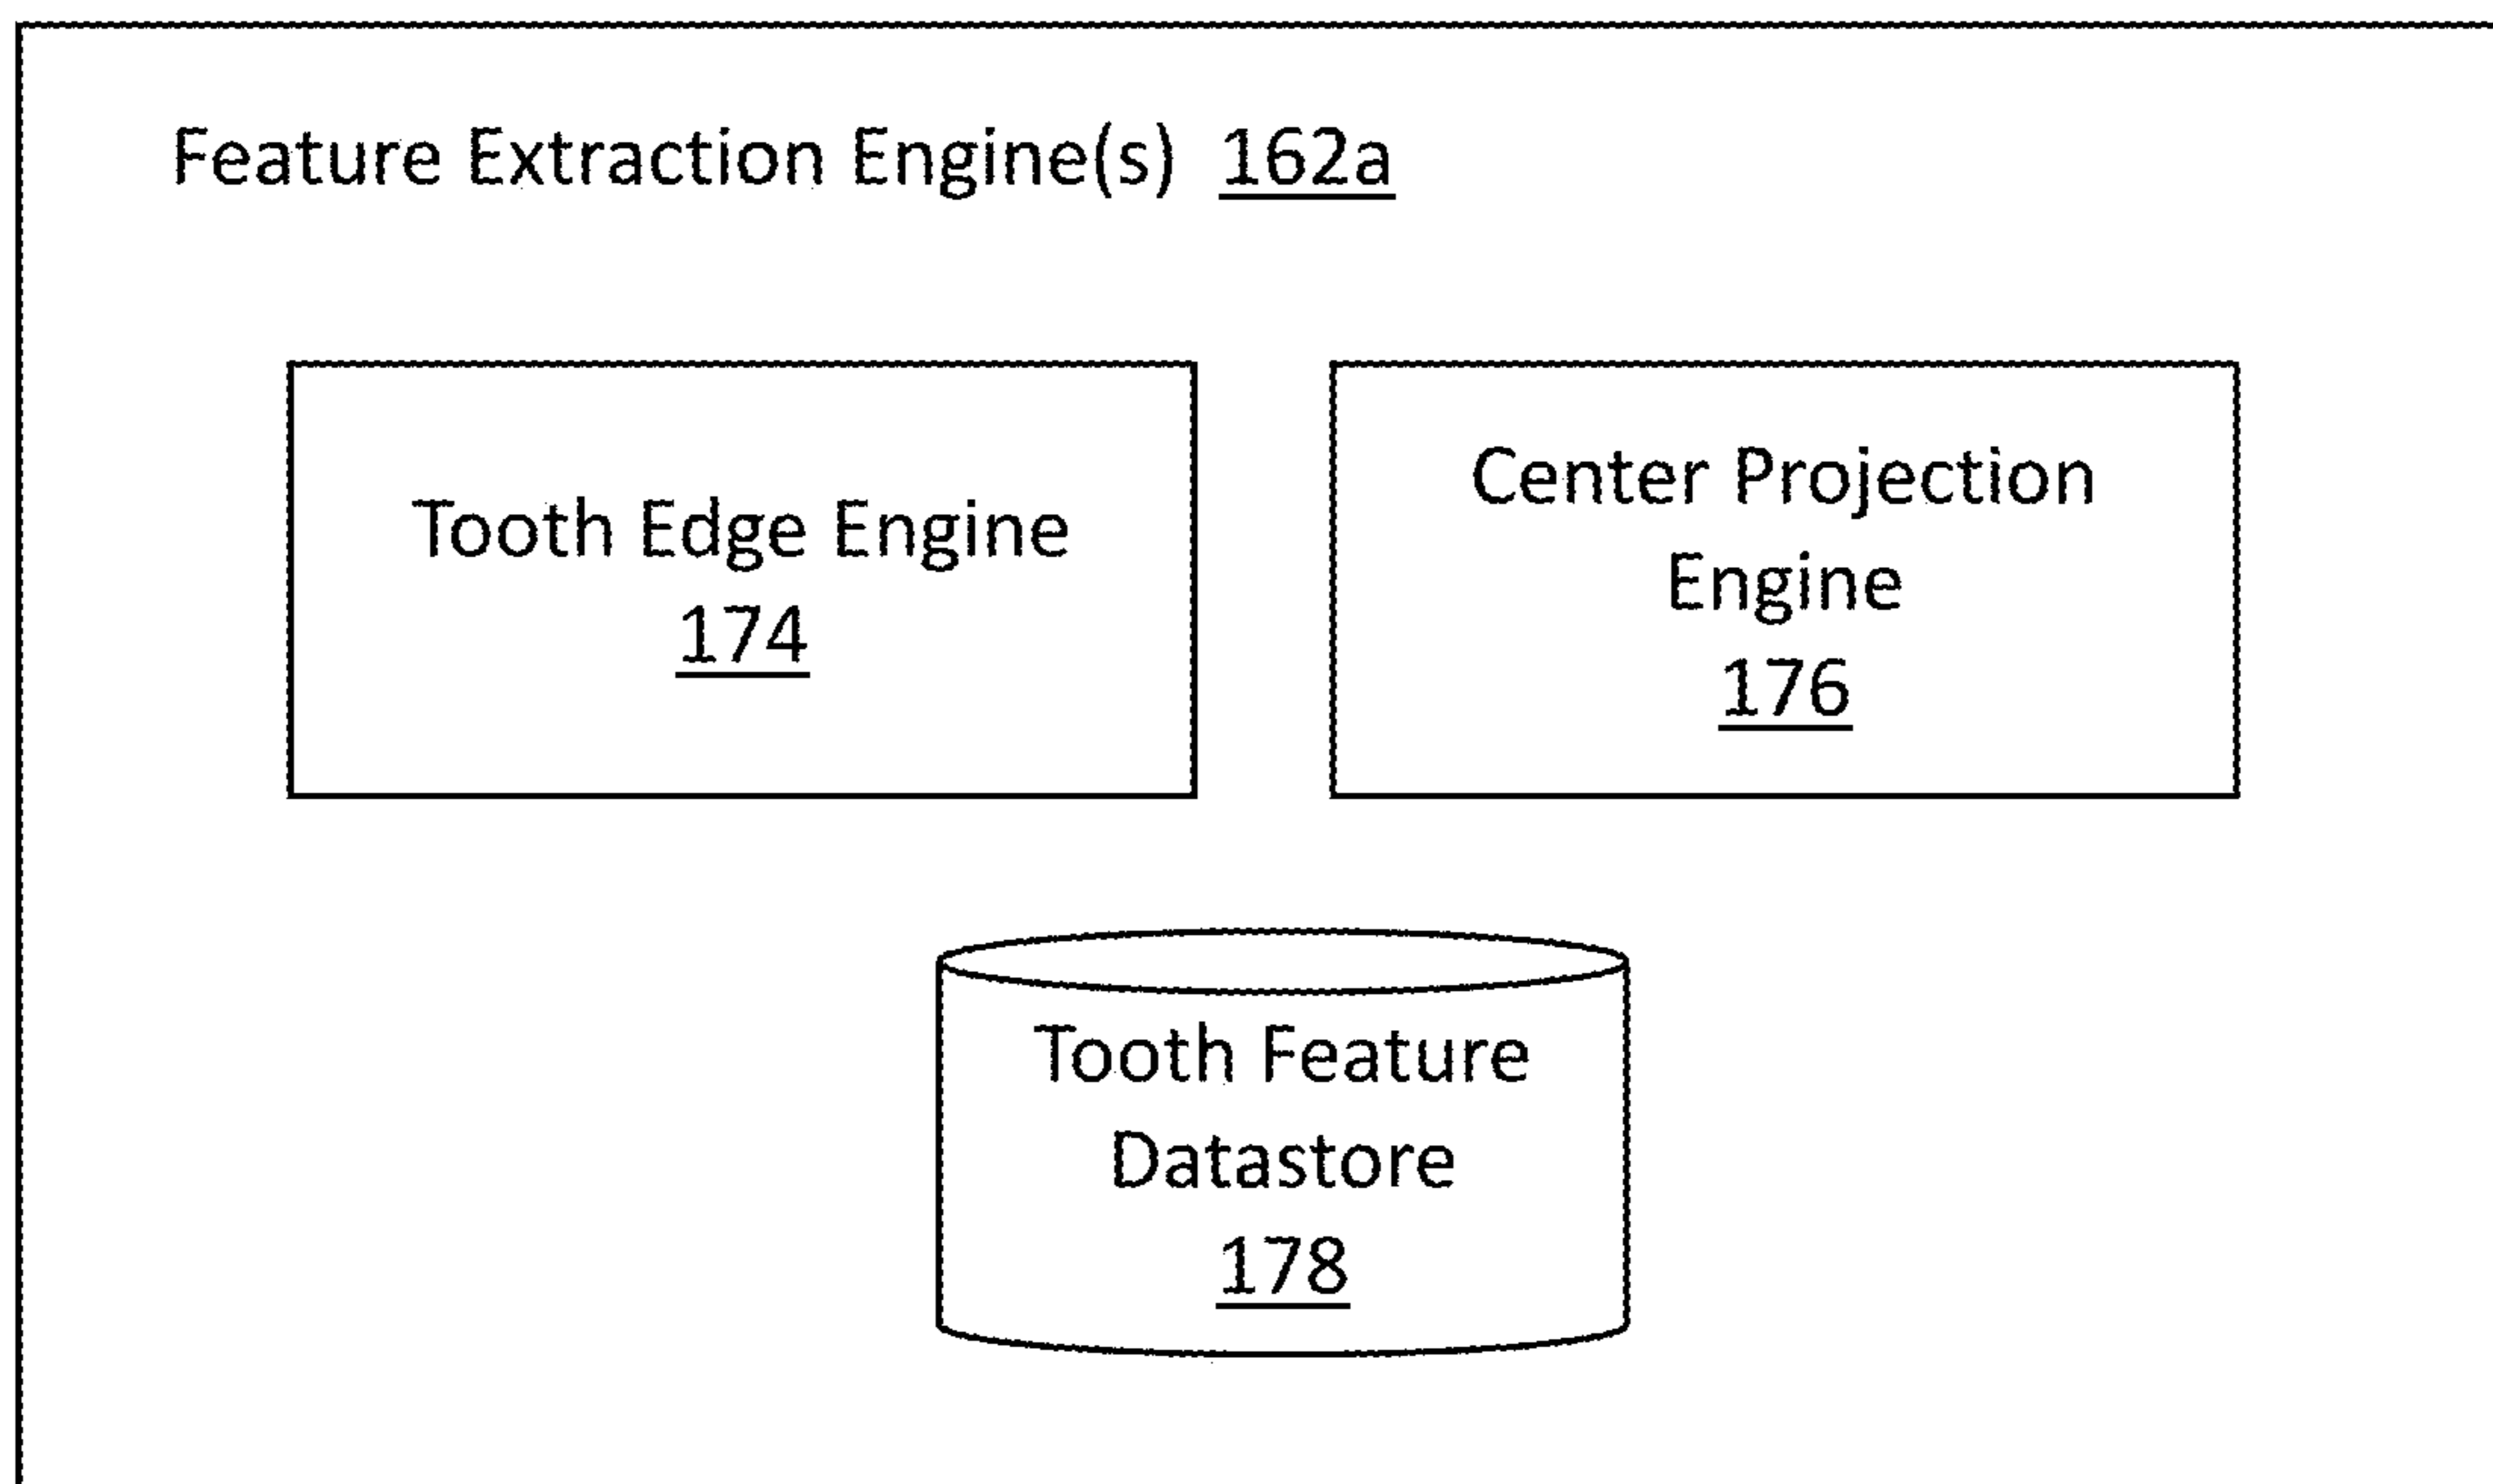 Feature Extraction Engine(s) 162a
Tooth Edge Engine
174
Center Projection
Engine
176
Tooth Feature
Datastore
178